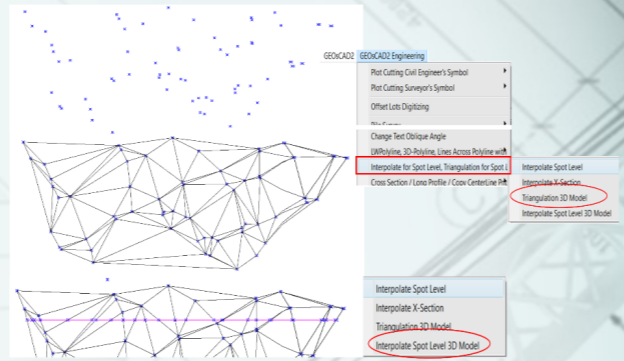 GEOsCAD2 GEOsCAD2 Engineering
Plot Cutting Civil Engineer's Symbol
Plot Cutting Surveyor's Symbol
Offset Lots Digitizing
Change Text Oblique Angle
LWPolyline, 3D-Polyline, Lines Across Polyline with
Interpolate for Spot Level, Triangulation for Spot L
Cross Section / Long Profile / Copy CenterLine
Interpolate Spot Level
Interpolate X-Section
Triangulation 3D Model
Interpolate Spot Level 3D Model
Interpolate Spot Level
Interpolate X-Section
Triangulation 3D Model
Interpolate Spot Level 3D Model